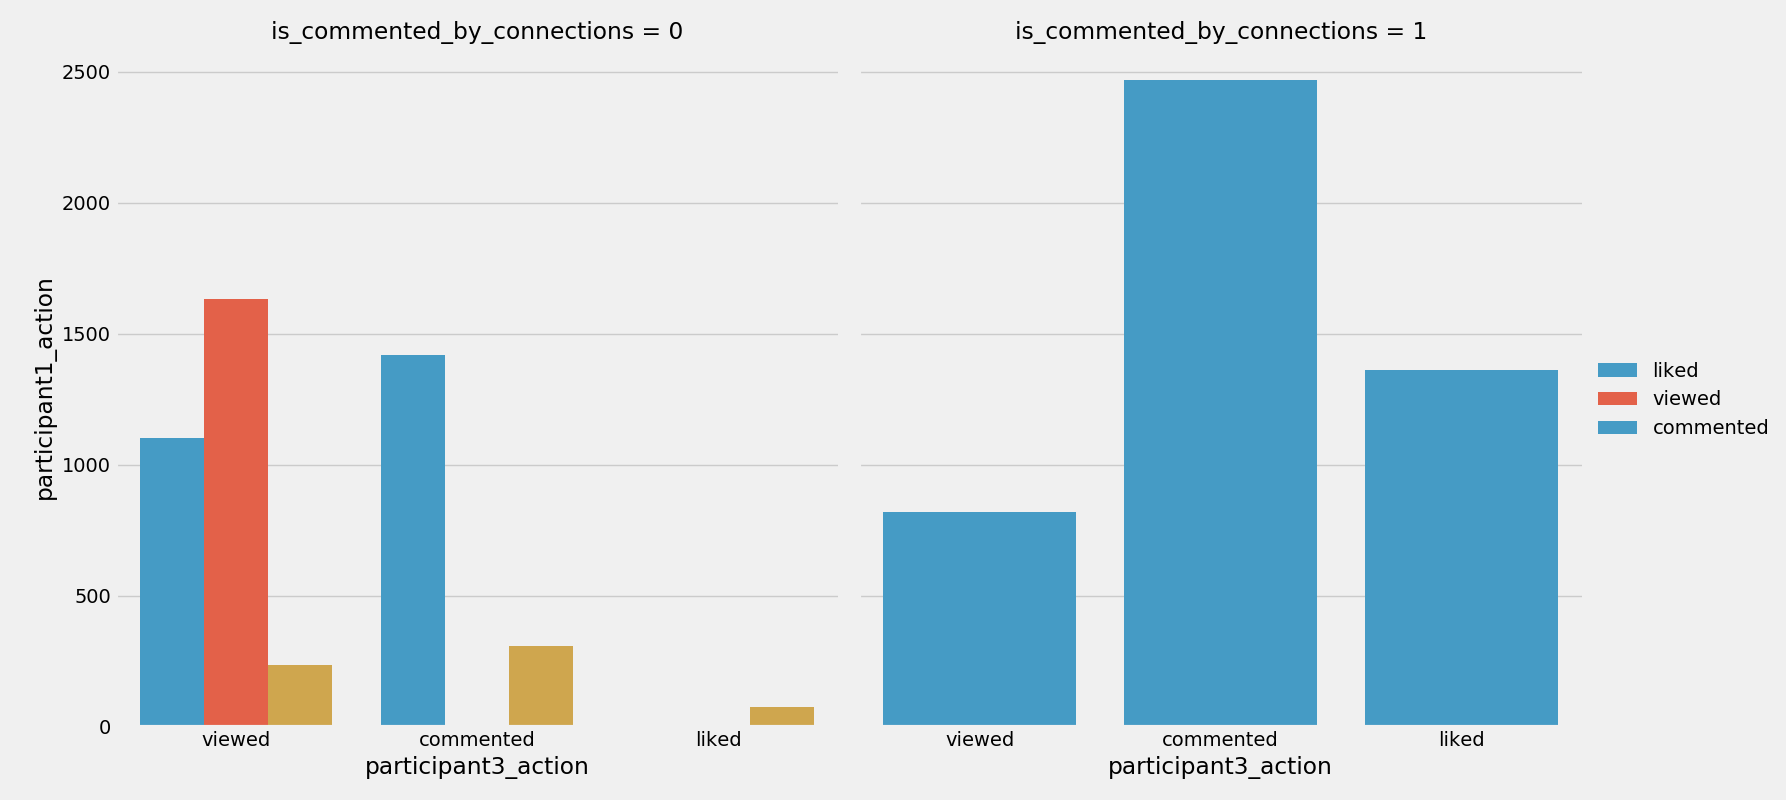 is_commented_by_connections = 0
is_commented_by_connections = 1
participant1_action
2500
2000
1500
1000
500
0
viewed
commented
liked
viewed
commented
liked
participant3_action
participant3_action
liked
viewed
commented